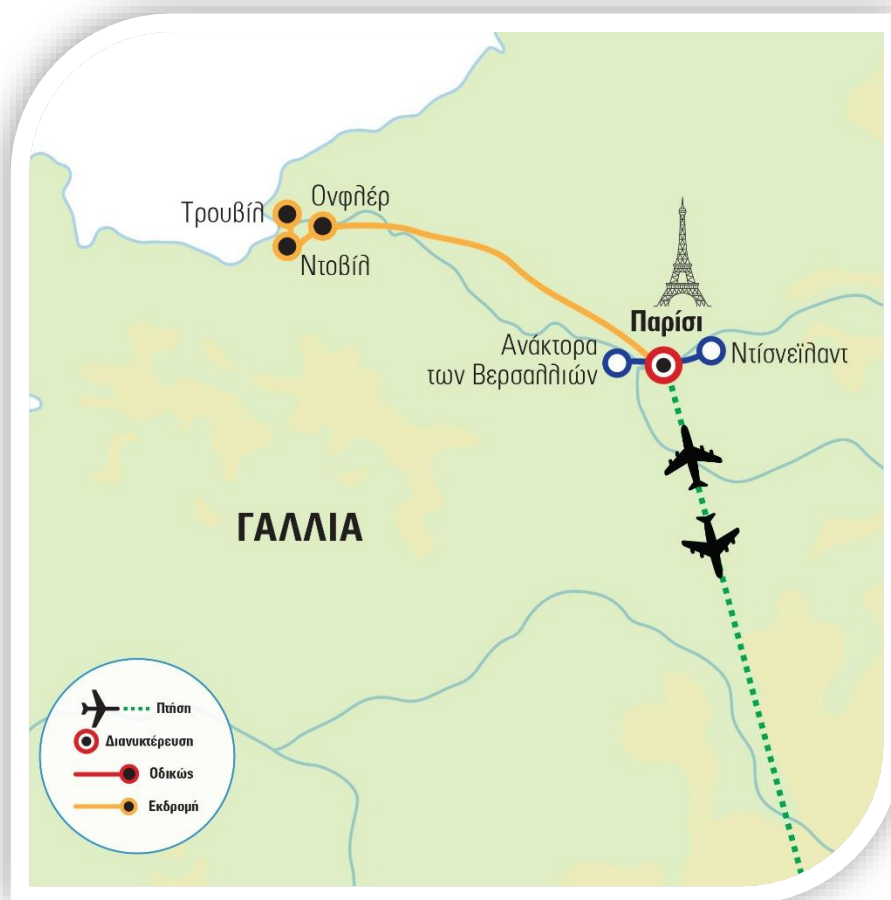 Ονφλέρ
Τρουβίλ
Ντοβίλ
Παρίσι
Ανάκτορα
των Βερσαλλιών
Ντίσνεϊλαντ
ΓΑΛΛΙΑ
Πτήση
Διανυκτέρευση
Οδικώς
Εκδρομή